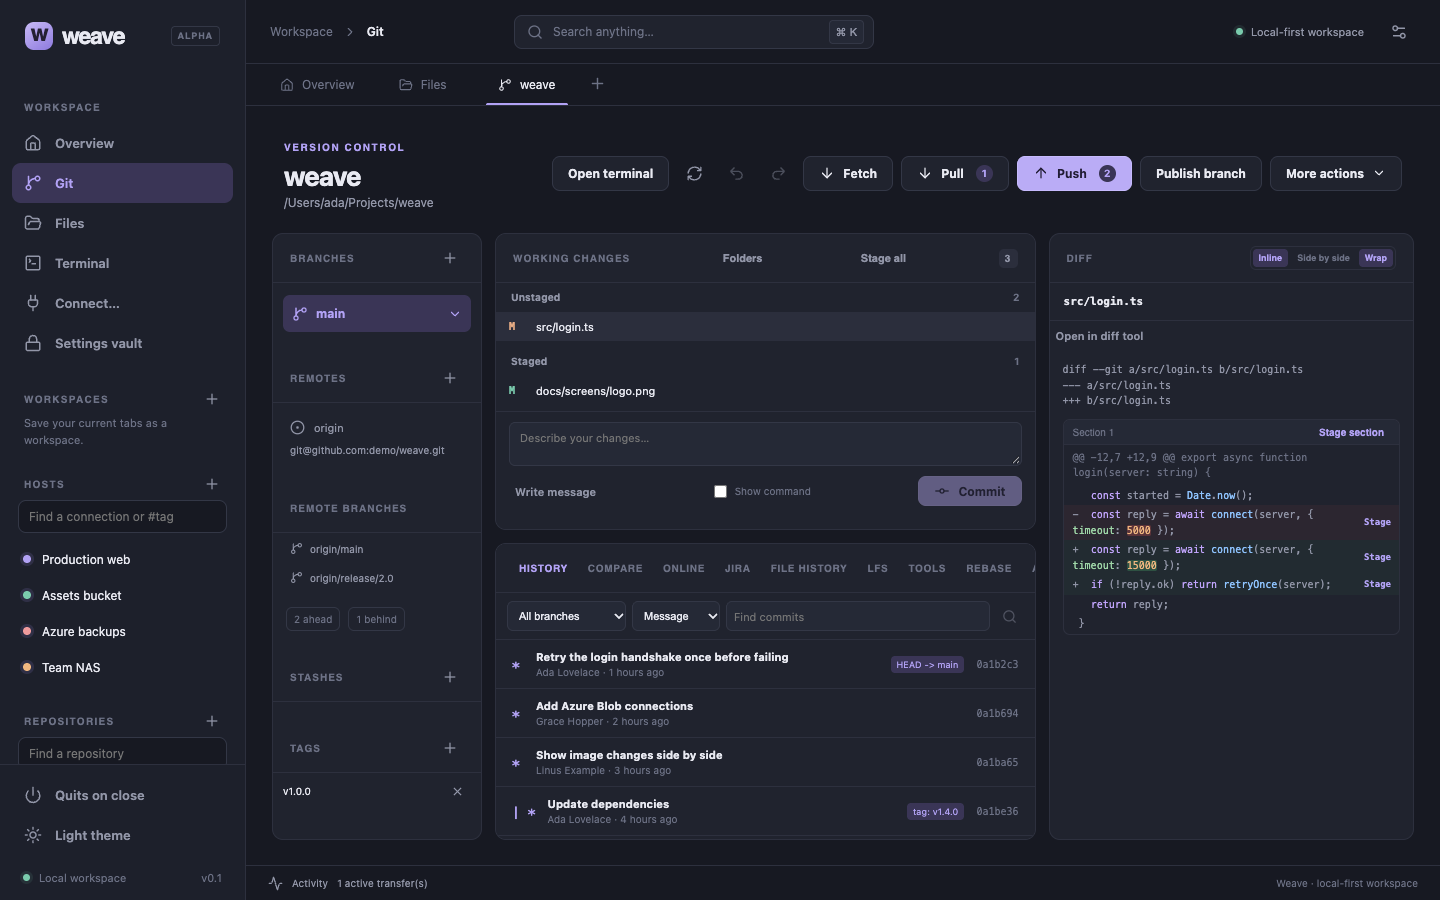 W weave ALPHA
WORKSPACE
Overview
Git
Files
Terminal
Connect...
Settings vault
WORKSPACES
Save your current tabs as a
workspace.
HOSTS
Find a connection or #tag
Production web
Assets bucket
Azure backups
Team NAS
REPOSITORIES
Find a repository
Quits on close
Light theme
Local workspace v0.1
Workspace > Git
Search anything... ⌘ K
Local-first workspace
Overview Files weave
VERSION CONTROL
weave
/Users/ada/Projects/weave
Open terminal Fetch Pull 1 Push 2 Publish branch More actions
BRANCHES
main
REMOTES
origin
git@github.com:demo/weave.git
REMOTE BRANCHES
origin/main
origin/release/2.0
2 ahead 1 behind
STASHES
TAGS
v1.0.0
WORKING CHANGES Folders Stage all 3
Unstaged 2
M src/login.ts
Staged 1
M docs/screens/logo.png
Describe your changes...
Write message Show command Commit
HISTORY COMPARE ONLINE JIRA FILE HISTORY LFS TOOLS REBASE
All branches Message Find commits
* Retry the login handshake once before failing HEAD -> main 0a1b2c3
Ada Lovelace · 1 hours ago
* Add Azure Blob connections 0a1b694
Grace Hopper · 2 hours ago
* Show image changes side by side 0a1ba65
Linus Example · 3 hours ago
| * Update dependencies tag: v1.4.0 0a1be36
Ada Lovelace · 4 hours ago
DIFF Inline Side by side Wrap
src/login.ts
Open in diff tool
diff --git a/src/login.ts b/src/login.ts
--- a/src/login.ts
+++ b/src/login.ts
Section 1 Stage section
@@ -12,7 +12,9 @@ export async function
login(server: string) {
const started = Date.now();
- const reply = await connect(server, {
timeout: 5000 }); Stage
+ const reply = await connect(server, {
timeout: 15000 }); Stage
+ if (!reply.ok) return retryOnce(server); Stage
return reply;
}
Activity 1 active transfer(s)
Weave · local-first workspace